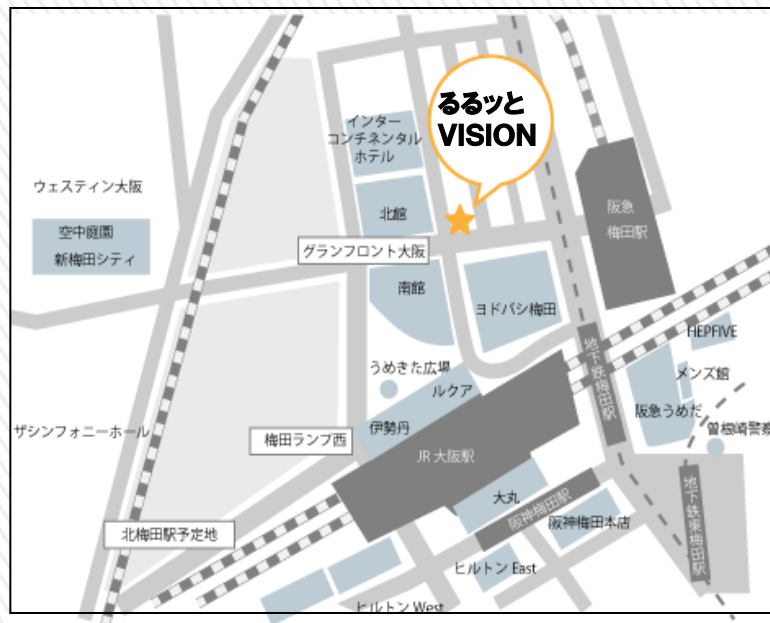 るるッと
VISION
インター
コンチネンタル
ホテル
ウェスティン大阪
空中庭園
新梅田シティ
北館
阪急
梅田駅
グランフロント大阪
南館
ヨドバシ梅田
地下鉄梅田駅
HEPFIVE
うめきた広場
ルクア
メンズ館
阪急うめだ
ザシンフォニーホール
梅田ランプ西
伊勢丹
曽根崎警察
JR 大阪駅
大丸
阪神梅田駅
阪神梅田本店
地下鉄東梅田駅
北梅田駅予定地
ヒルトン East
ヒルトン West